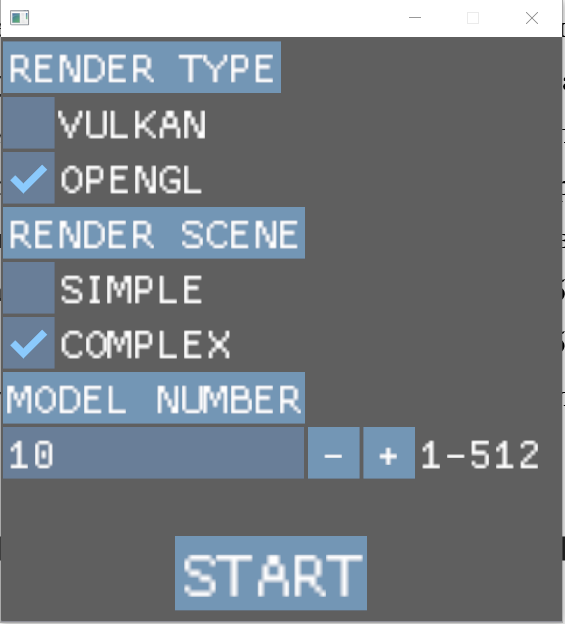 RENDER TYPE
VULKAN
OPENGL
RENDER SCENE
SIMPLE
COMPLEX
MODEL NUMBER
10 - + 1-512
START